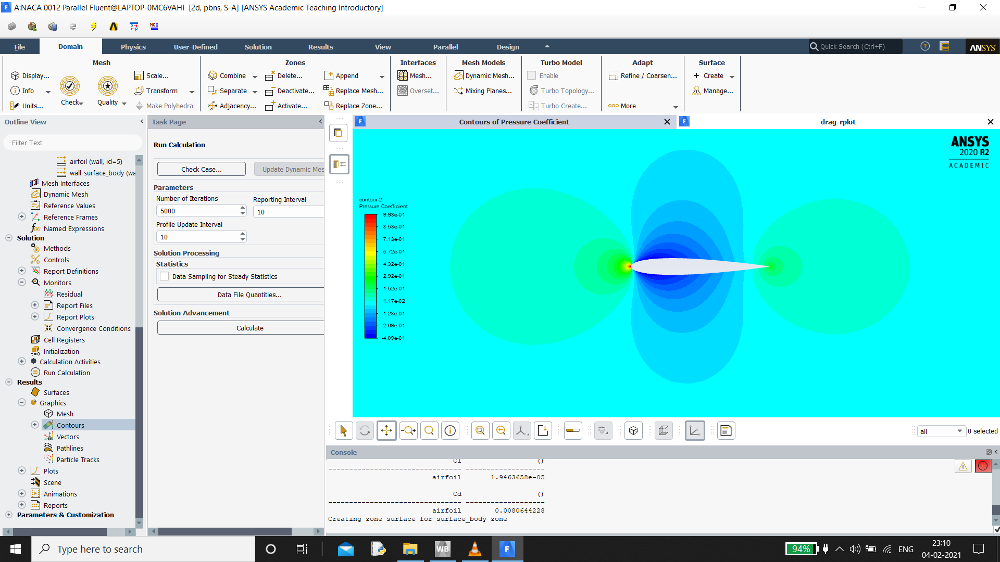 A:NACA 0012 Parallel Fluent@LAPTOP-0MC6VAHI [2d, pbns, S-A] [ANSYS Academic Teaching Introductory]
File Domain Physics User-Defined Solution Results View Parallel Design Quick Search (Ctrl+F) ANSYS
Mesh
Display...
Info
Units...
Check
Quality
Scale...
Transform
Make Polyhedra
Zones
Combine
Separate
Adjacency...
Delete...
Deactivate...
Activate...
Append
Replace Mesh...
Replace Zone...
Interfaces
Mesh...
Overset...
Mesh Models
Dynamic Mesh...
Mixing Planes...
Turbo Model
Enable
Turbo Topology...
Turbo Create...
Adapt
Refine / Coarsen...
More
Surface
Create
Manage...
Outline View
Filter Text
airfoil (wall, id=5)
wall-surface_body (wa
Mesh Interfaces
Dynamic Mesh
Reference Values
Reference Frames
Named Expressions
Solution
Methods
Controls
Report Definitions
Monitors
Residual
Report Files
Report Plots
Convergence Conditions
Cell Registers
Initialization
Calculation Activities
Run Calculation
Results
Surfaces
Graphics
Mesh
Contours
Vectors
Pathlines
Particle Tracks
Plots
Scene
Animations
Reports
Parameters & Customization
Task Page
Run Calculation
Check Case...
Update Dynamic Mes
Parameters
Number of Iterations
5000
Reporting Interval
10
Profile Update Interval
10
Solution Processing
Statistics
Data Sampling for Steady Statistics
Data File Quantities...
Solution Advancement
Calculate
Contours of Pressure Coefficient
drag-rplot
ANSYS
2020 R2
ACADEMIC
contour-2
Pressure Coefficient
9.93e-01
8.53e-01
7.13e-01
5.72e-01
4.32e-01
2.92e-01
1.52e-01
1.17e-02
-1.28e-01
-2.69e-01
-4.09e-01
all
0 selected
Console
Cl ()
------------------------------- -------------------
airfoil 1.9463658e-05
Cd ()
------------------------------- -------------------
airfoil 0.0080644228
Creating zone surface for surface_body zone
Type here to search
WB
94%
ENG
23:10
04-02-2021